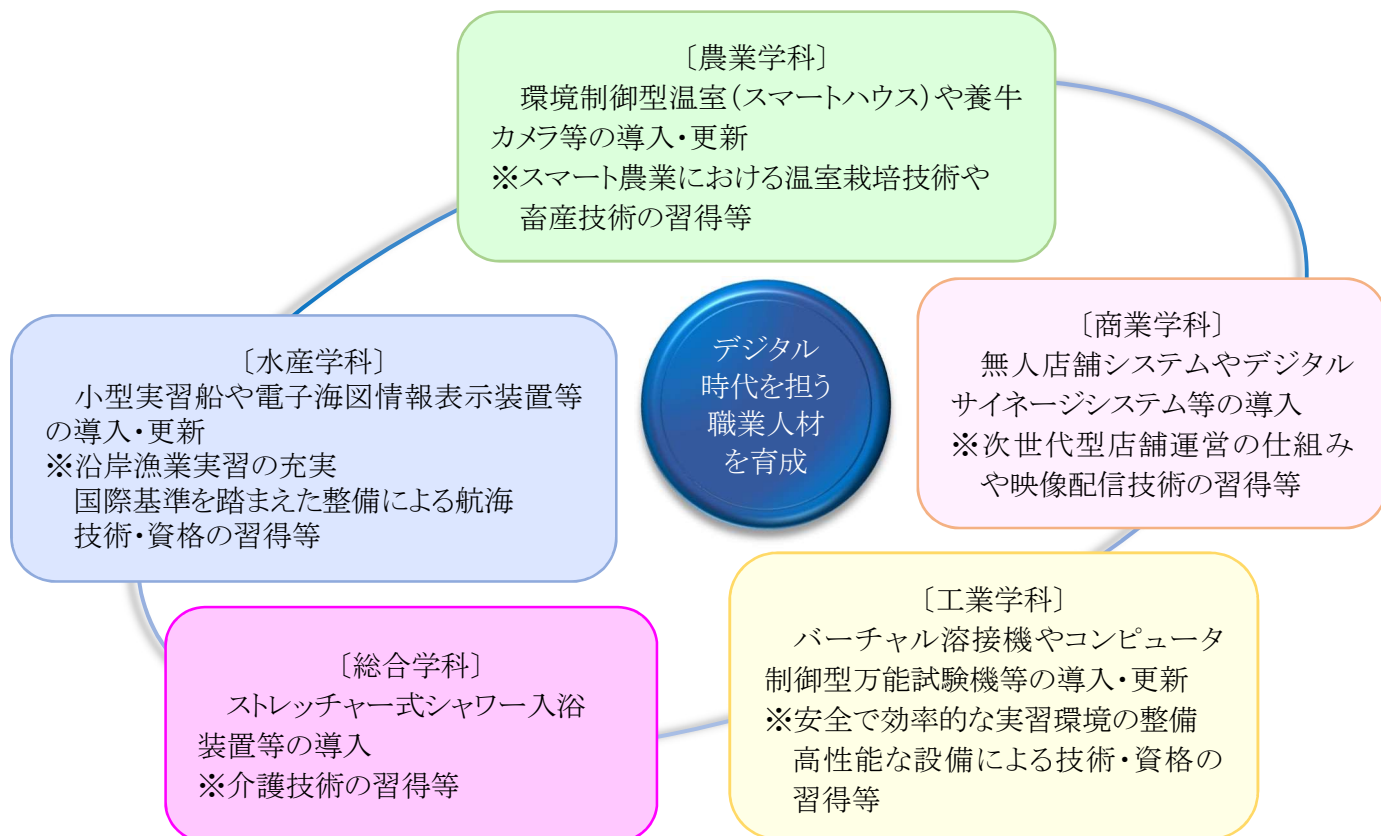 〔農業学科〕
環境制御型温室(スマートハウス)や養牛
カメラ等の導入・更新
※スマート農業における温室栽培技術や
畜産技術の習得等
〔水産学科〕
小型実習船や電子海図情報表示装置等
の導入・更新
※沿岸漁業実習の充実
国際基準を踏まえた整備による航海
技術・資格の習得等
デジタル
時代を担う
職業人材
を育成
〔商業学科〕
無人店舗システムやデジタル
サイネージシステム等の導入
※次世代型店舗運営の仕組み
や映像配信技術の習得等
〔総合学科〕
ストレッチャー式シャワー入浴
装置等の導入
※介護技術の習得等
〔工業学科〕
バーチャル溶接機やコンピュータ
制御型万能試験機等の導入・更新
※安全で効率的な実習環境の整備
高性能な設備による技術・資格の
習得等